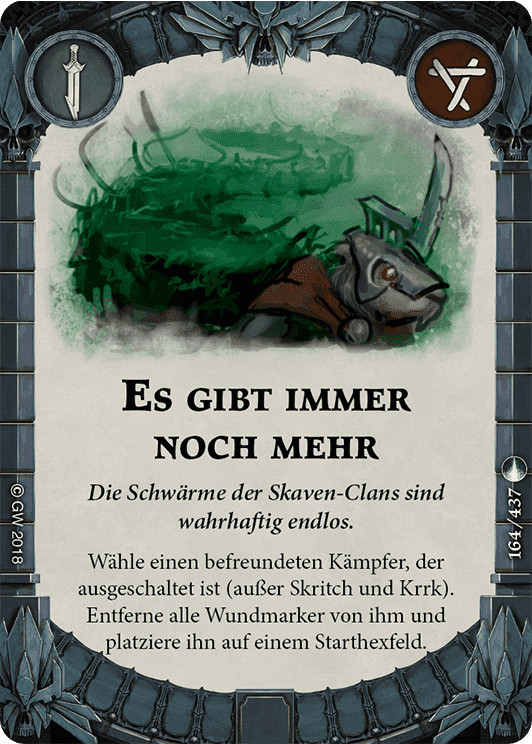 Es gibt immer
noch mehr
Die Schwärme der Skaven-Clans sind
wahrhaftig endlos.
Wähle einen befreundeten Kämpfer, der
ausgeschaltet ist (außer Skritch und Krrk).
Entferne alle Wundmarker von ihm und
platziere ihn auf einem Starthexfeld.
© GW 2018
164/437